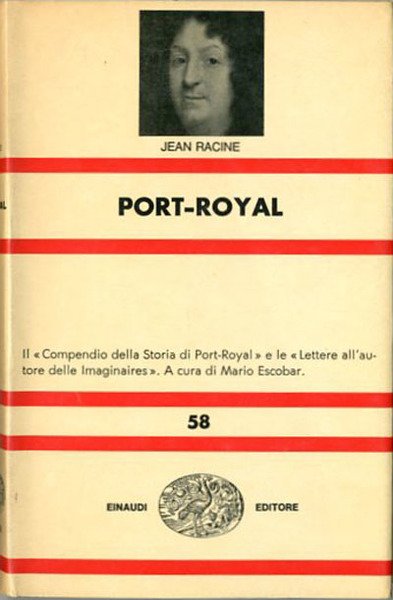 JEAN RACINE
PORT-ROYAL
Il « Compendio della Storia di Port-Royal » e le « Lettere all'au-
tore delle Imaginaires ». A cura di Mario Escobar.
58
EINAUDI EDITORE